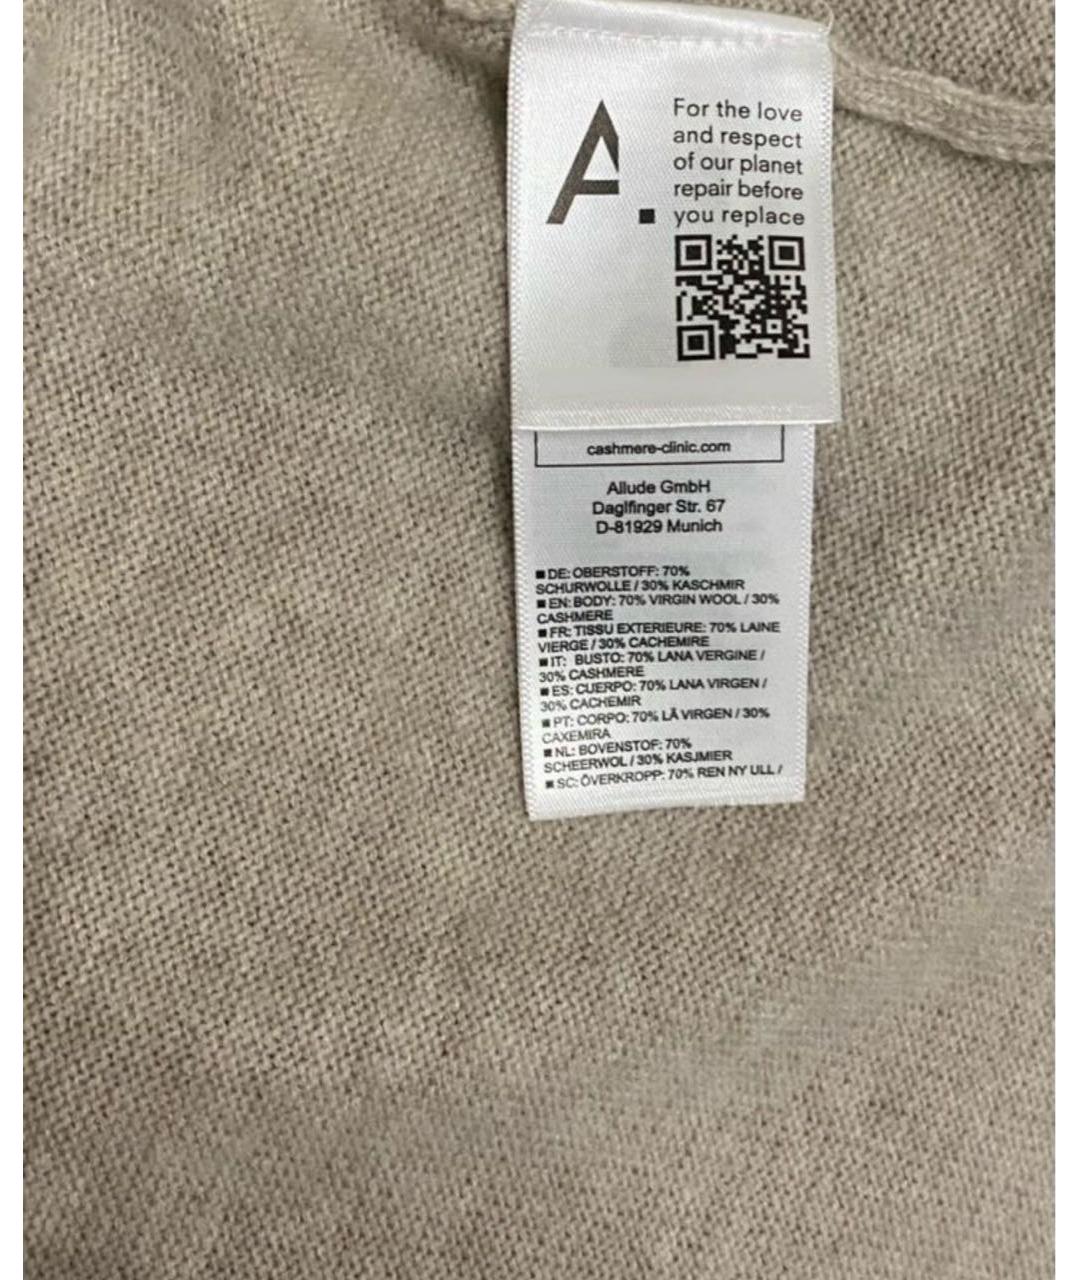 A.
For the love
and respect
of our planet
repair before
you replace
cashmere-clinic.com
Allude GmbH
Daglfinger Str. 67
D-81929 Munich
■ DE: OBERSTOFF: 70%
SCHURWOLLE / 30% KASCHMIR
■ EN: BODY: 70% VIRGIN WOOL / 30%
CASHMERE
■ FR: TISSU EXTERIEURE: 70% LAINE
VIERGE / 30% CACHEMIRE
■ IT: BUSTO: 70% LANA VERGINE /
30% CASHMERE
■ ES: CUERPO: 70% LANA VIRGEN /
30% CACHEMIR
■ PT: CORPO: 70% LÃ VIRGEN / 30%
CAXEMIRA
■ NL: BOVENSTOF: 70%
SCHEERWOL / 30% KASJMIER
■ SC: ÖVERKROPP: 70% REN NY ULL /